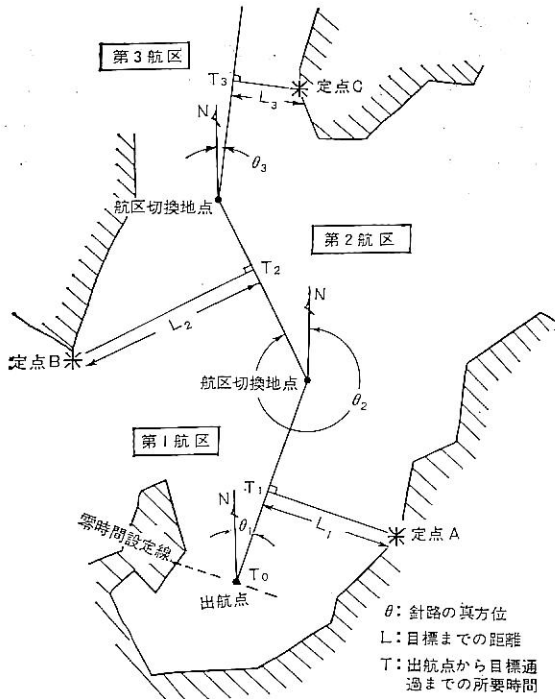 第3航区
T₃
定点C
L₃
N
θ₃
航区切換地点
第2航区
T₂
N
L₂
定点B
航区切換地点
θ₂
第1航区
N
T₁
θ₁
L₁
零時間設定線
定点A
T₀
出航点
θ：針路の真方位
L：目標までの距離
T：出航点から目標通
過までの所要時間